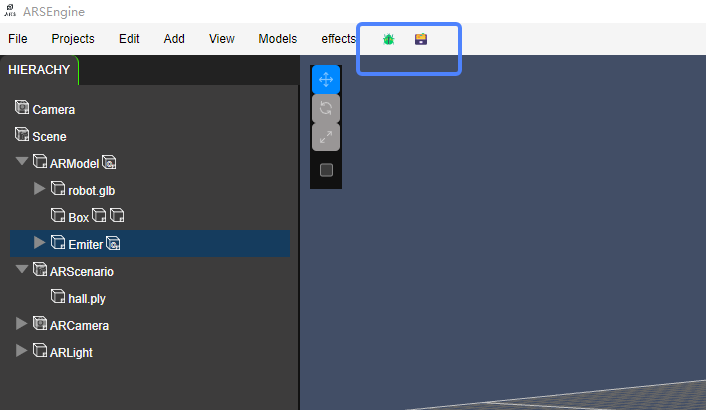 ARS ARSEngine
File Projects Edit Add View Models effects
HIERACHY
Camera
Scene
ARModel
robot.glb
Box
Emiter
ARScenario
hall.ply
ARCamera
ARLight